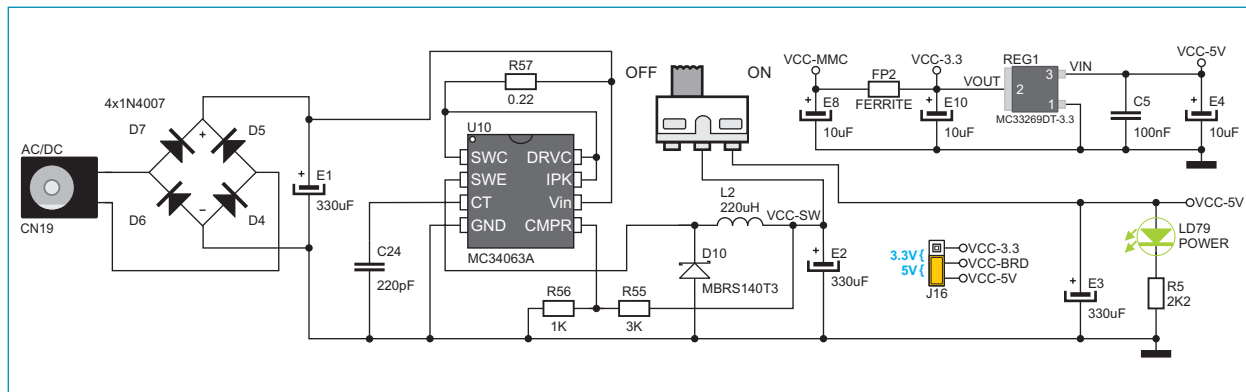 AC/DC
CN19
4x1N4007
D7
D5
D6
D4
+
−
+
E1
330uF
C24
220pF
R57
0.22
U10
SWC
SWE
CT
GND
DRVC
IPK
Vin
CMPR
MC34063A
R56
1K
R55
3K
D10
MBRS140T3
L2
220uH
VCC-SW
+
E2
330uF
OFF
ON
VCC-MMC
FP2
FERRITE
VCC-3.3
+
E8
10uF
+
E10
10uF
REG1
VOUT
2
3
1
VIN
MC33269DT-3.3
VCC-5V
C5
100nF
+
E4
10uF
3.3V{
5V{
VCC-3.3
VCC-BRD
VCC-5V
J16
+
E3
330uF
VCC-5V
LD79
POWER
R5
2K2